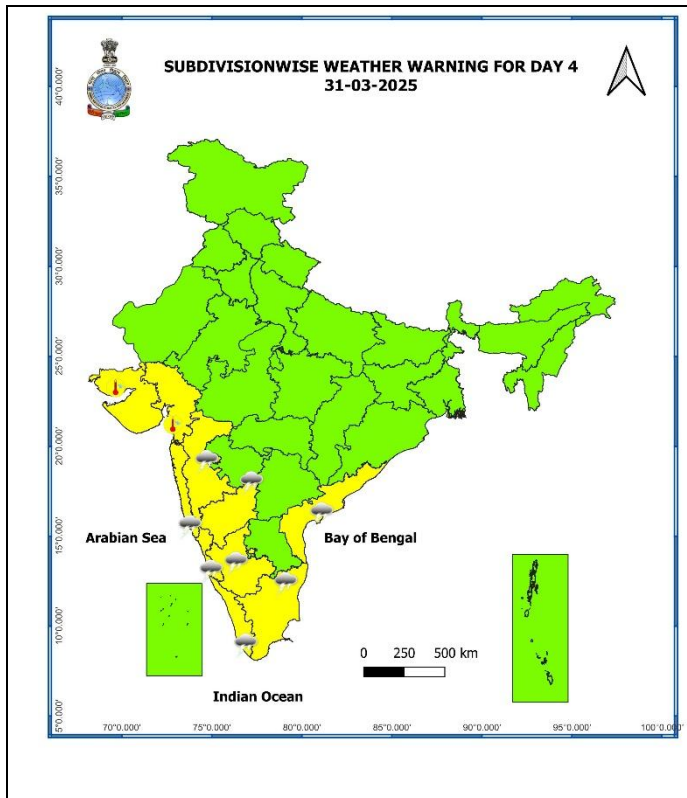 SUBDIVISIONWISE WEATHER WARNING FOR DAY 4
31-03-2025
40°0.000'
35°0.000'
30°0.000'
25°0.000'
20°0.000'
15°0.000'
10°0.000'
5°0.000'
Arabian Sea
Bay of Bengal
Indian Ocean
0 250 500 km
70°0.000' 75°0.000' 80°0.000' 85°0.000' 90°0.000' 95°0.000' 100°0.000'